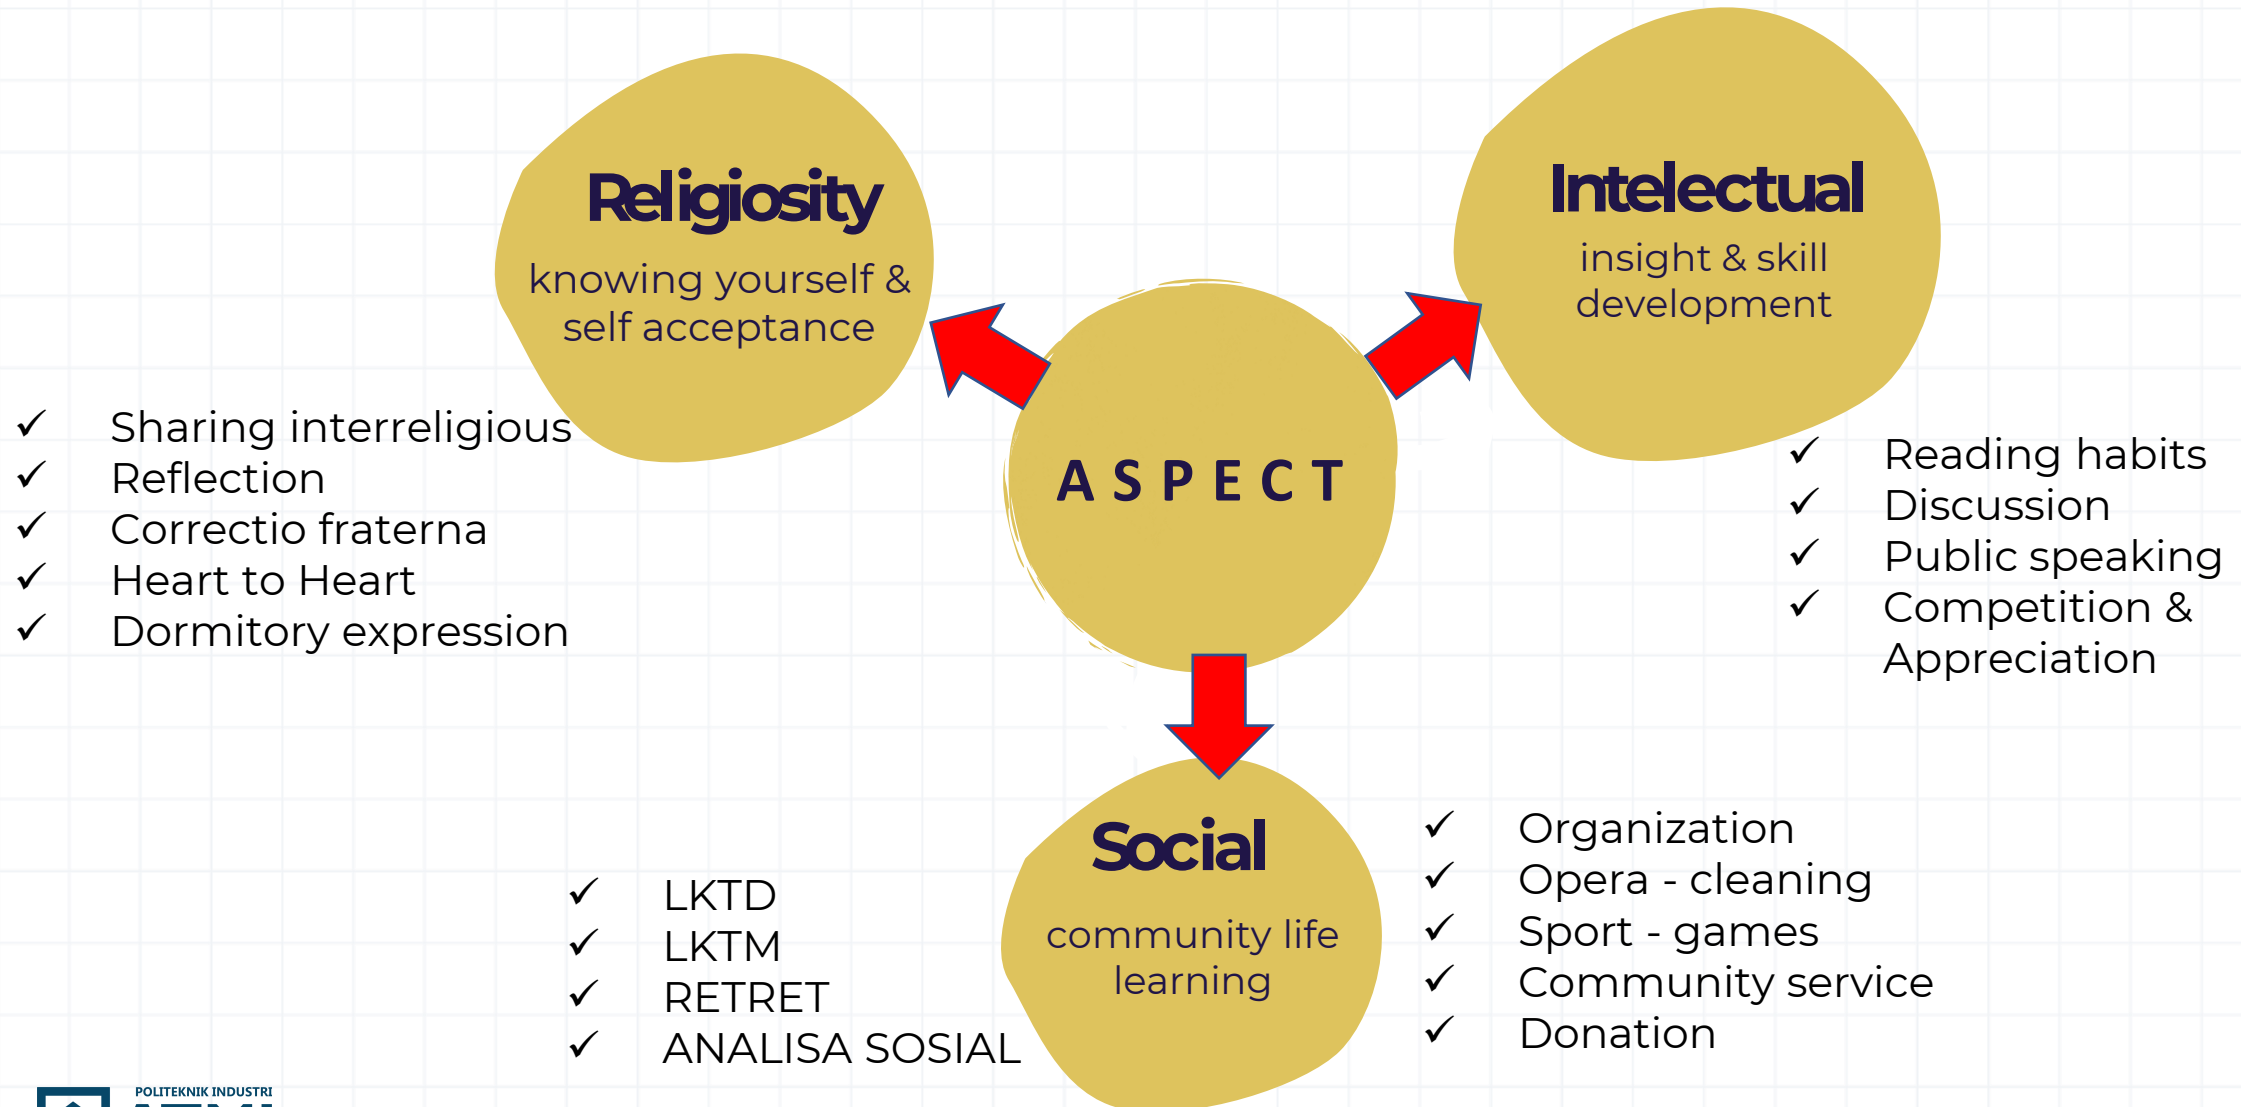 Religiosity
knowing yourself &
self acceptance
✓ Sharing interreligious
✓ Reflection
✓ Correctio fraterna
✓ Heart to Heart
✓ Dormitory expression
Intelectual
insight & skill
development
✓ Reading habits
✓ Discussion
✓ Public speaking
✓ Competition &
Appreciation
ASPECT
Social
community life
learning
✓ LKTD
✓ LKTM
✓ RETRET
✓ ANALISA SOSIAL
✓ Organization
✓ Opera - cleaning
✓ Sport - games
✓ Community service
✓ Donation
POLITEKNIK INDUSTRI